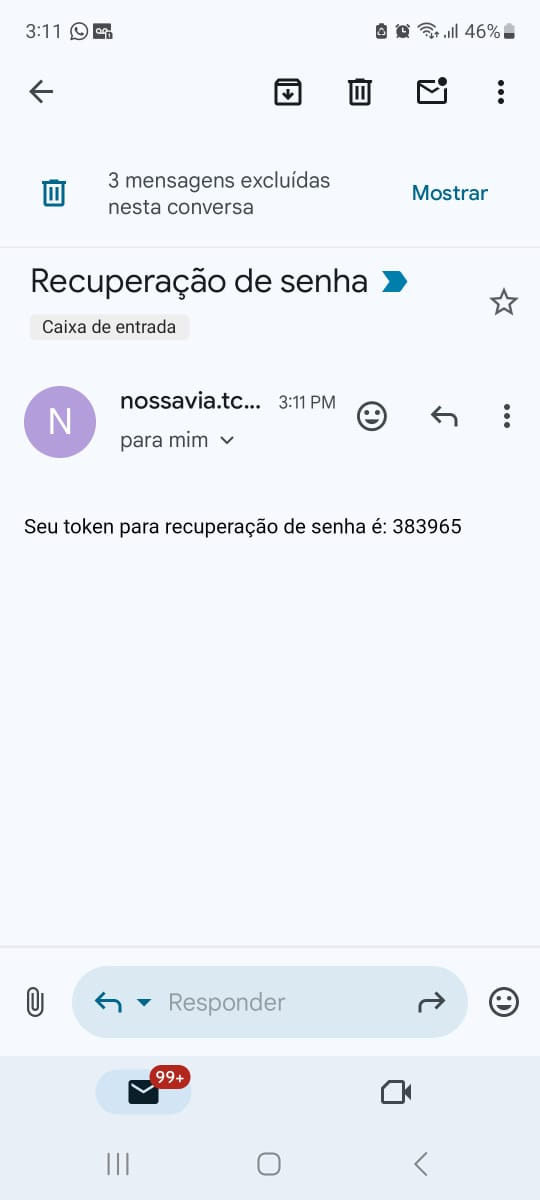 3:11 46%
3 mensagens excluídas
nesta conversa
Mostrar
Recuperação de senha
Caixa de entrada
N
nossavia.tc... 3:11 PM
para mim
Seu token para recuperação de senha é: 383965
Responder
99+